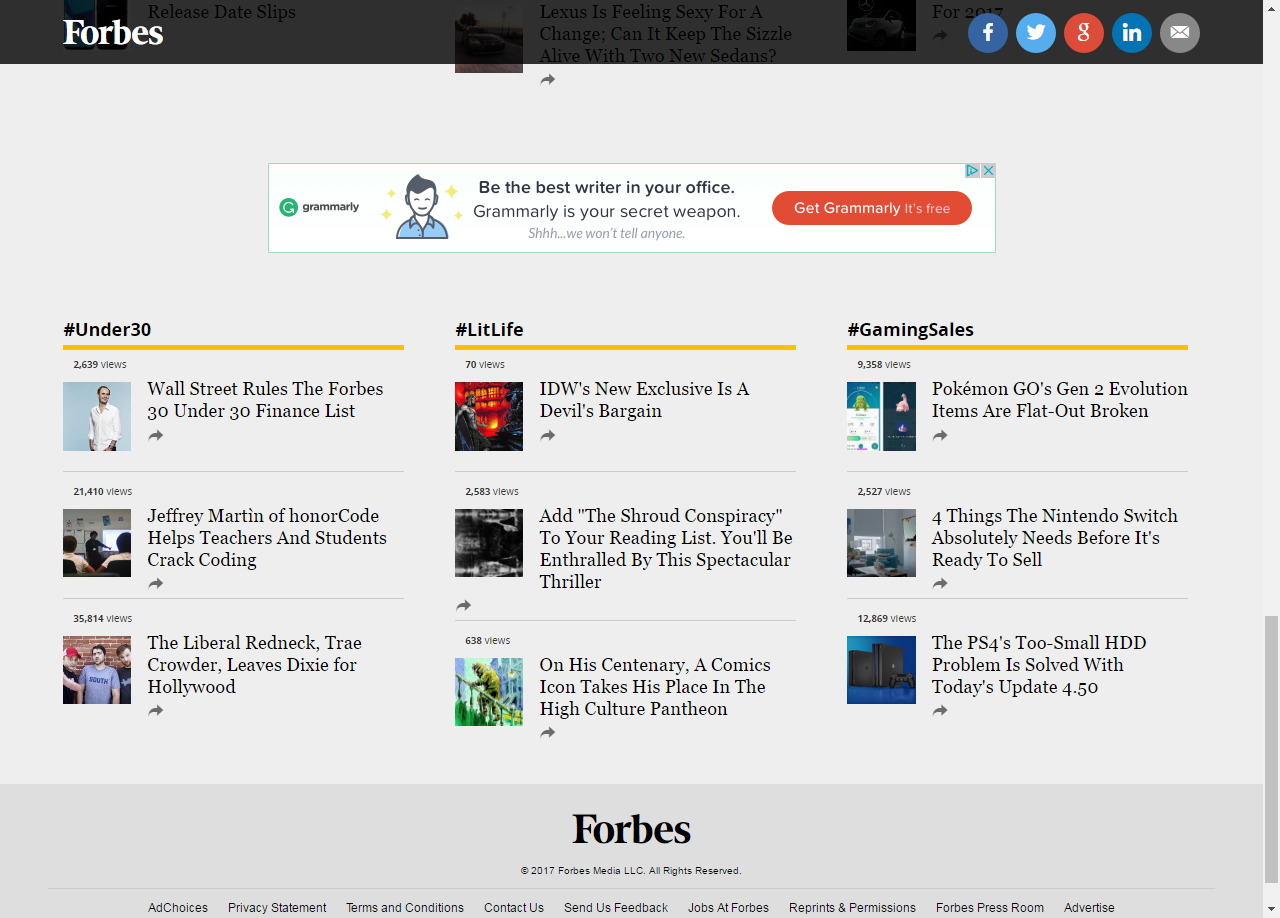 Release Date Slips
Lexus Is Feeling Sexy For A
Change; Can It Keep The Sizzle
Alive With Two New Sedans?
For 2017
Forbes
f
g
in
grammarly
Be the best writer in your office.
Grammarly is your secret weapon.
Shhh...we won't tell anyone.
Get Grammarly It's free
#Under30
2,639 views
Wall Street Rules The Forbes
30 Under 30 Finance List
21,410 views
Jeffrey Martìn of honorCode
Helps Teachers And Students
Crack Coding
35,814 views
SOUTH
The Liberal Redneck, Trae
Crowder, Leaves Dixie for
Hollywood
#LitLife
70 views
IDW's New Exclusive Is A
Devil's Bargain
2,583 views
Add "The Shroud Conspiracy"
To Your Reading List. You'll Be
Enthralled By This Spectacular
Thriller
638 views
On His Centenary, A Comics
Icon Takes His Place In The
High Culture Pantheon
#GamingSales
9,358 views
Pokémon GO's Gen 2 Evolution
Items Are Flat-Out Broken
2,527 views
4 Things The Nintendo Switch
Absolutely Needs Before It's
Ready To Sell
12,869 views
The PS4's Too-Small HDD
Problem Is Solved With
Today's Update 4.50
Forbes
© 2017 Forbes Media LLC. All Rights Reserved.
AdChoices Privacy Statement Terms and Conditions Contact Us Send Us Feedback Jobs At Forbes Reprints & Permissions Forbes Press Room Advertise